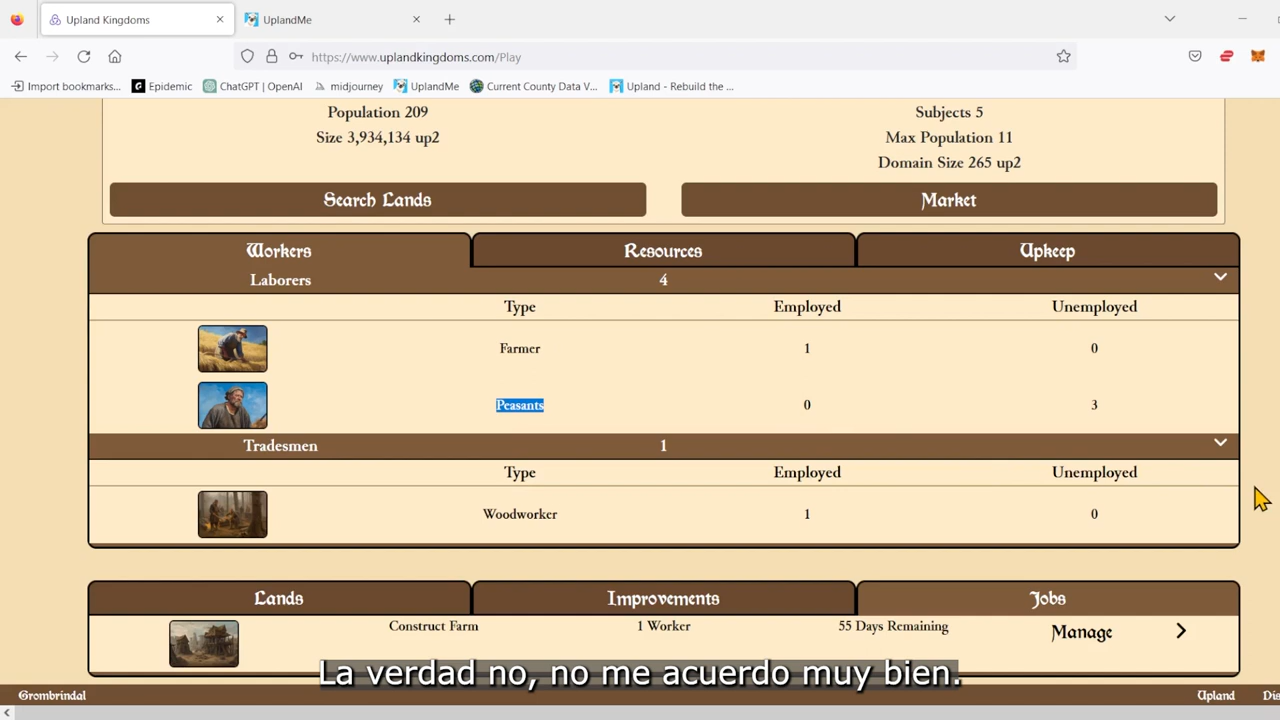 Upland Kingdoms
UplandMe
https://www.uplandkingdoms.com/Play
Import bookmarks...
Epidemic
ChatGPT | OpenAI
midjourney
UplandMe
Current County Data V...
Upland - Rebuild the ...
Population 209
Size 3,934,134 up2
Subjects 5
Max Population 11
Domain Size 265 up2
Search Lands
Market
Workers Resources Upkeep
Laborers 4
Type Employed Unemployed
Farmer 1 0
Peasants 0 3
Tradesmen 1
Type Employed Unemployed
Woodworker 1 0
Lands Improvements Jobs
Construct Farm 1 Worker 55 Days Remaining Manage
La verdad no, no me acuerdo muy bien.
Grombrindal Upland Dis